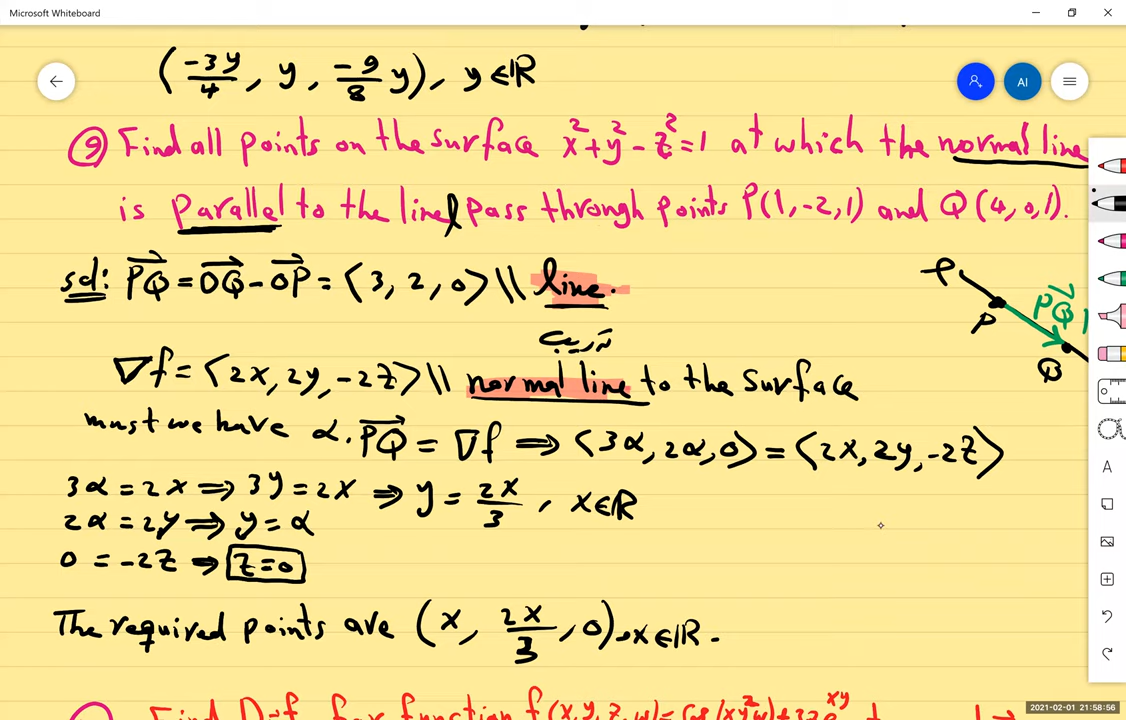 Microsoft Whiteboard
(-3y/4, y, -9/8 y), y∈ℝ
AI
⑨ Find all points on the surface x²+y²-z²=1 at which the normal line
is parallel to the line l pass through points P(1,-2,1) and Q(4,0,1).
sol: PQ⃗ = OQ⃗ - OP⃗ = ⟨3, 2, 0⟩ \\ line.
l
P
PQ⃗
Q
∇f = ⟨2x, 2y, -2z⟩ \\ normal line to the surface
must we have α. PQ⃗ = ∇f ⇒ ⟨3α, 2α, 0⟩ = ⟨2x, 2y, -2z⟩
3α = 2x ⇒ 3y = 2x ⇒ y = 2x/3, x∈ℝ
2α = 2y ⇒ y = α
0 = -2z ⇒ z=0
The required points are (x, 2x/3, 0), x∈ℝ.
A
2021-02-01 21:58:56